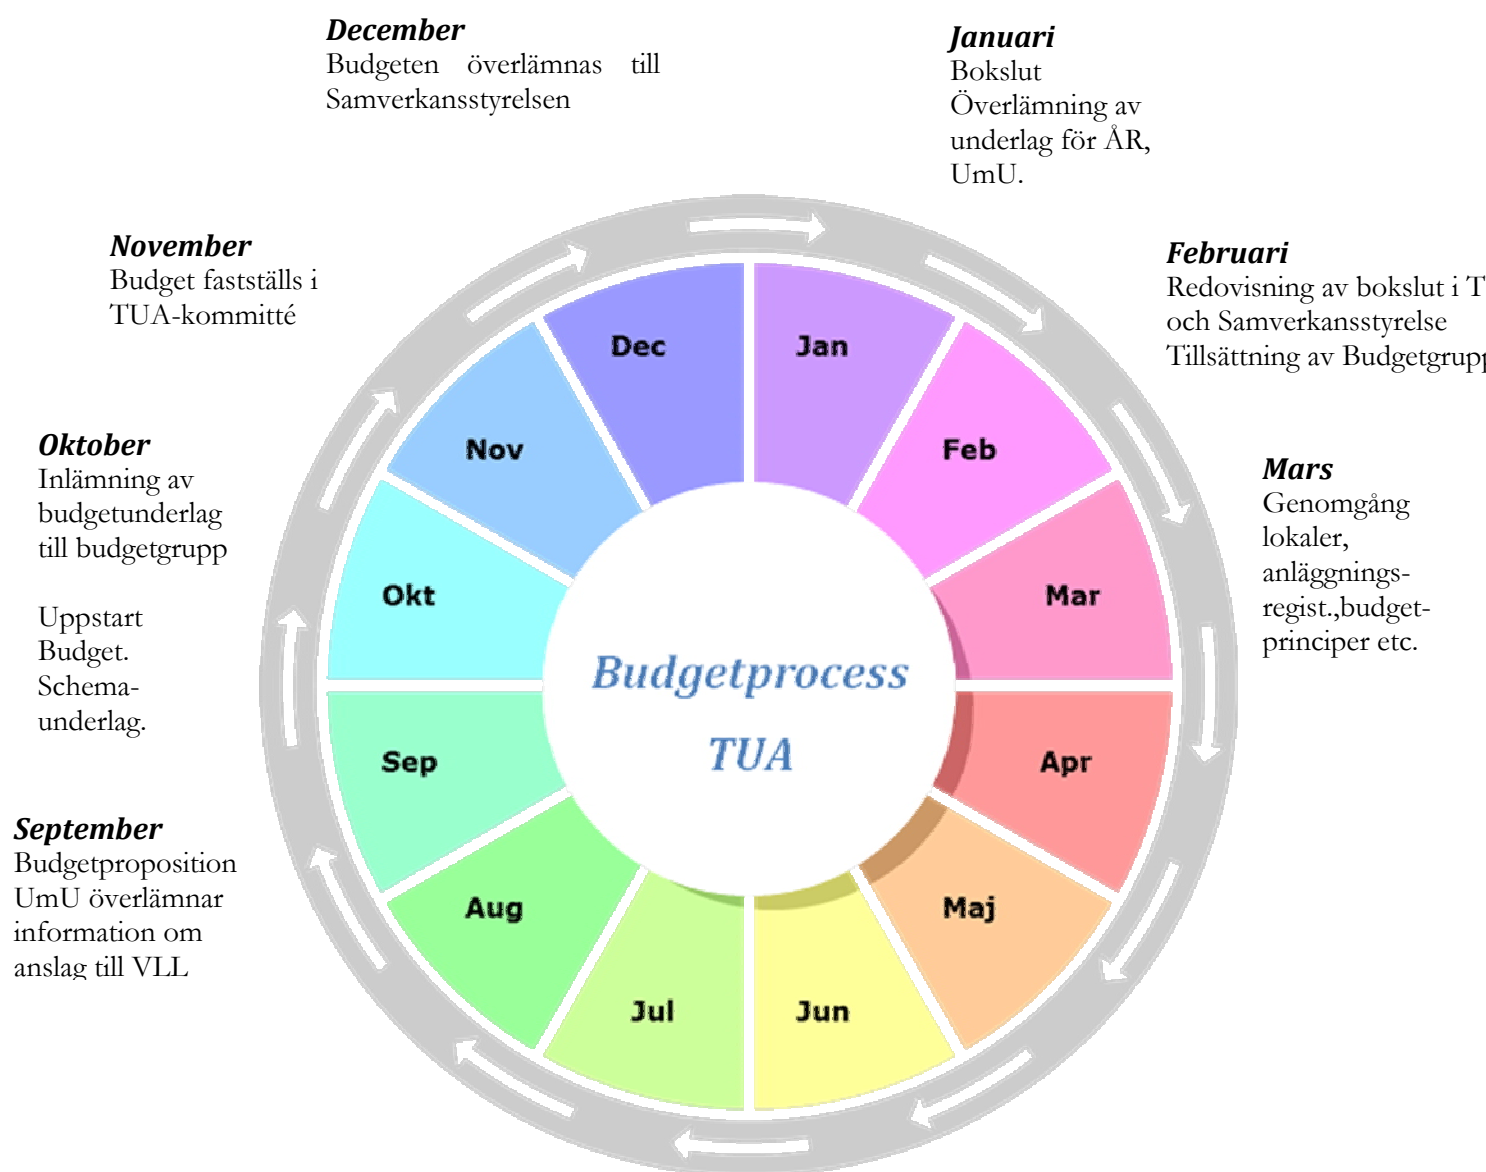 December
Budgeten överlämnas till
Samverkansstyrelsen
Januari
Bokslut
Överlämning av
underlag för ÅR,
UmU.
November
Budget fastställs i
TUA-kommitté
Februari
Redovisning av bokslut i
och Samverkansstyrelse
Tillsättning av
Oktober
Inlämning av
budgetunderlag
till budgetgrupp
Uppstart
Budget.
Schema-
underlag.
Mars
Genomgång
lokaler,
anläggnings-
regist.,budget-
principer etc.
September
Budgetproposition
UmU överlämnar
information om
anslag till VLL
Dec
Jan
Nov
Feb
Okt
Mar
Budgetprocess
TUA
Sep
Apr
Aug
Maj
Jul
Jun